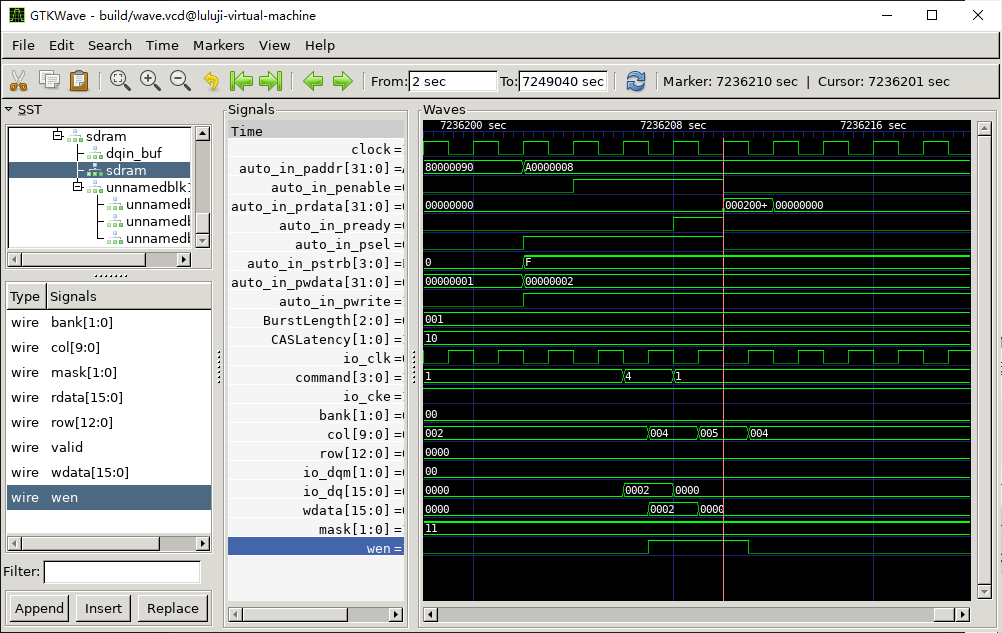 GTKWave - build/wave.vcd@luluji-virtual-machine
File Edit Search Time Markers View Help
From: 2 sec To: 7249040 sec Marker: 7236210 sec | Cursor: 7236201 sec
SST
sdram
dqin_buf
sdram
unnamedblk1
unnamedb
unnamedb
unnamedb
Type Signals
wire bank[1:0]
wire col[9:0]
wire mask[1:0]
wire rdata[15:0]
wire row[12:0]
wire valid
wire wdata[15:0]
wire wen
Filter:
Append Insert Replace
Signals
Time
clock=
auto_in_paddr[31:0]=
auto_in_penable=
auto_in_prdata[31:0]=
auto_in_pready=
auto_in_psel=
auto_in_pstrb[3:0]=
auto_in_pwdata[31:0]=
auto_in_pwrite=
BurstLength[2:0]=
CASLatency[1:0]=
io_clk=
command[3:0]=
io_cke=
bank[1:0]=
col[9:0]=
row[12:0]=
io_dqm[1:0]=
io_dq[15:0]=
wdata[15:0]=
mask[1:0]=
wen=
Waves
7236200 sec 7236208 sec 7236216 sec
80000090 A0000008
00000000 000200+ 00000000
0 F
00000001 00000002
001
10
1 4 1
00
002 004 005 004
0000
00
0000 0002 0000
0000 0002 0000
11